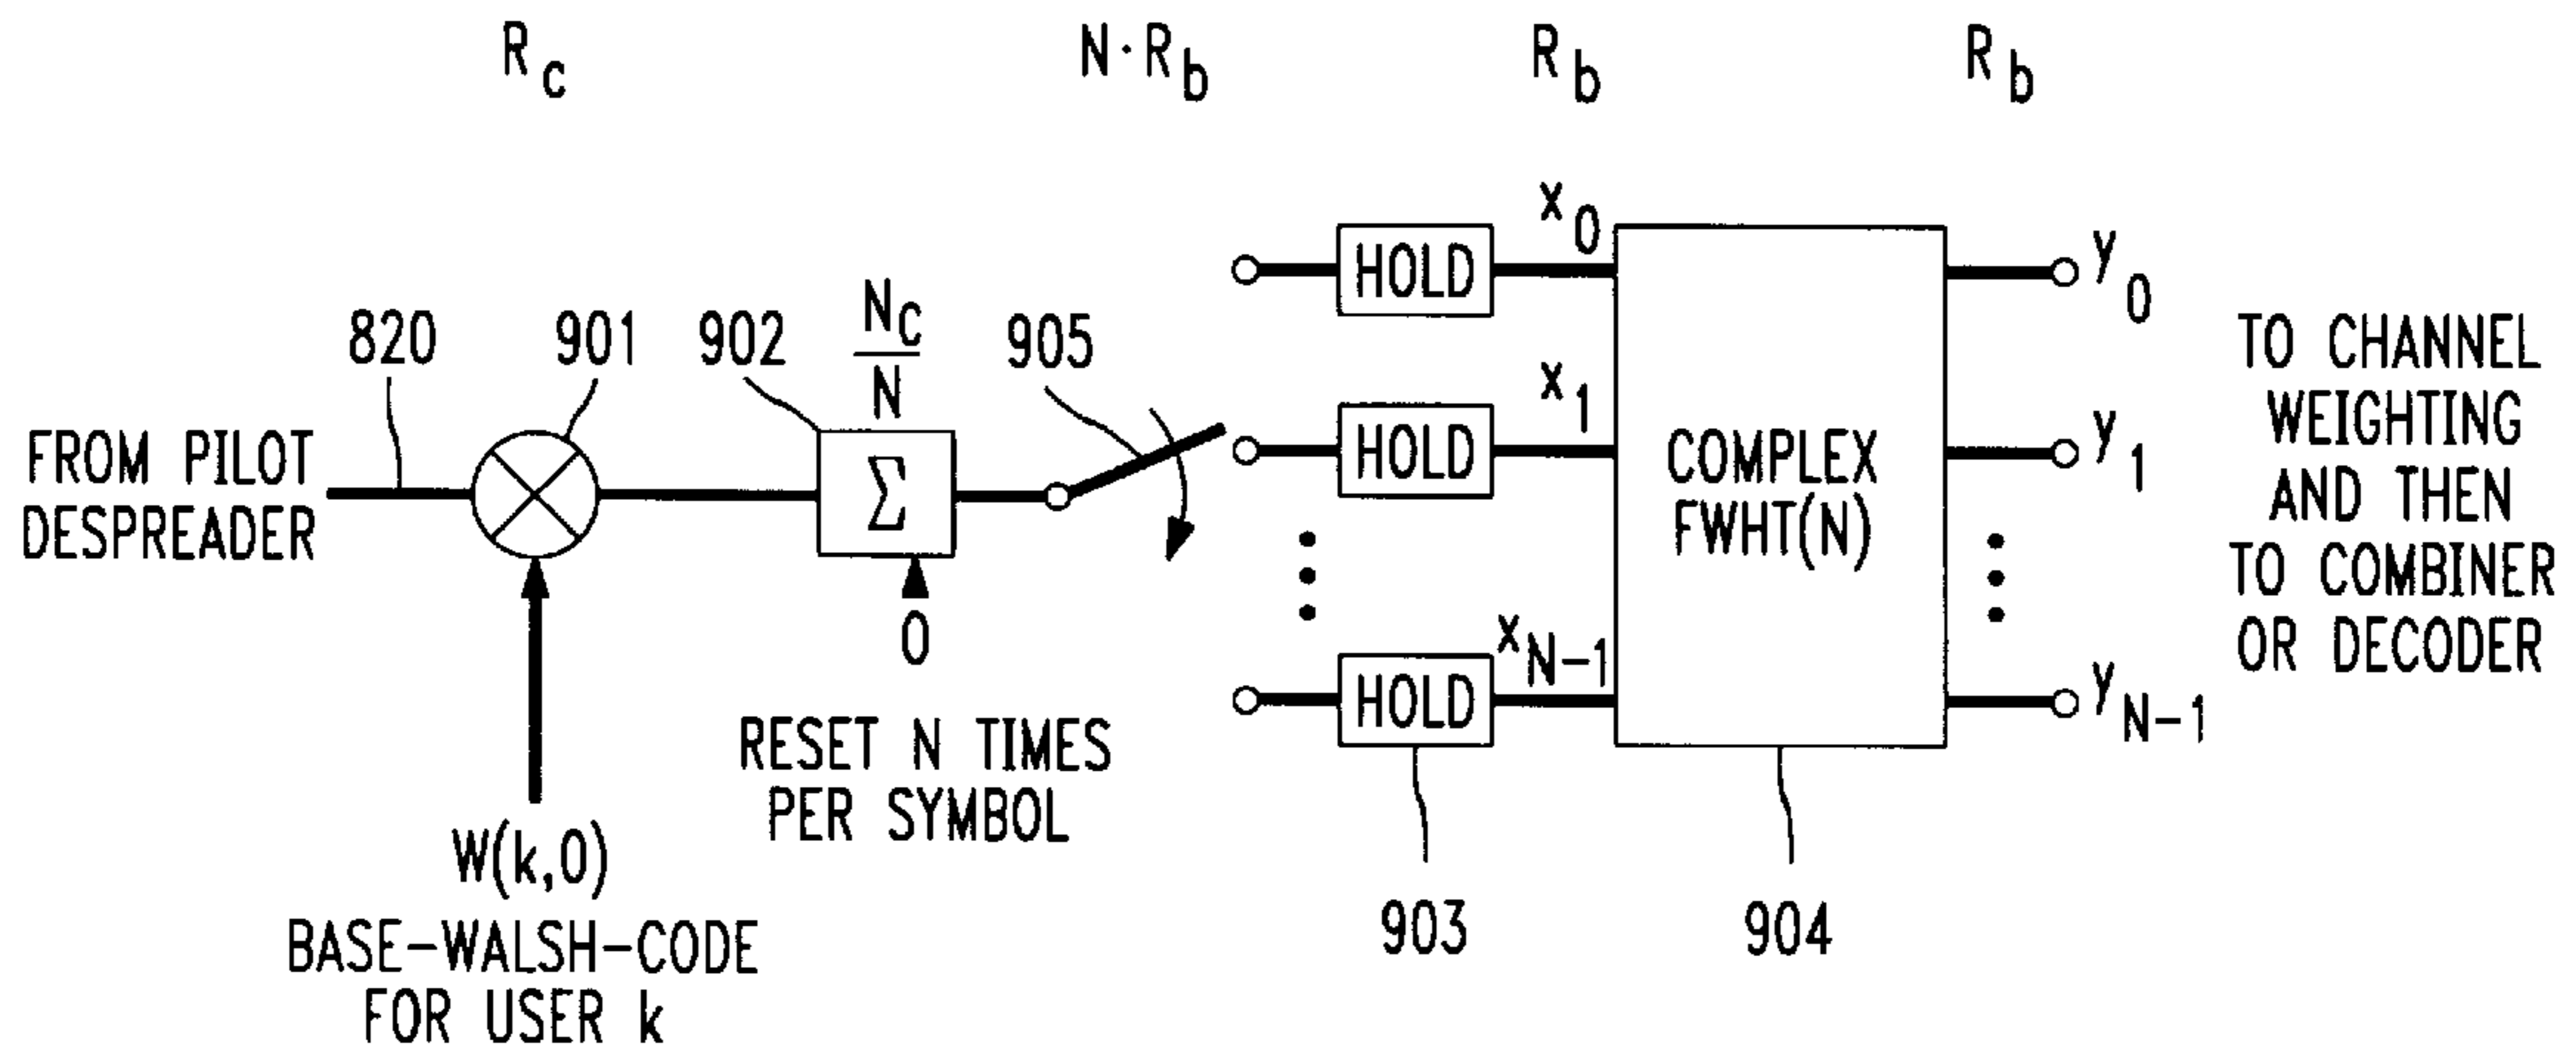 R_c N·R_b R_b R_b
x_0
HOLD
y_0
820 901 902 N_C/N 905
x_1
HOLD
y_1
FROM PILOT
DESPREADER
Σ
0
COMPLEX
FWHT(N)
TO CHANNEL
WEIGHTING
AND THEN
TO COMBINER
OR DECODER
x_{N-1}
HOLD
y_{N-1}
RESET N TIMES
PER SYMBOL
W(k,0)
BASE-WALSH-CODE
FOR USER k
903 904